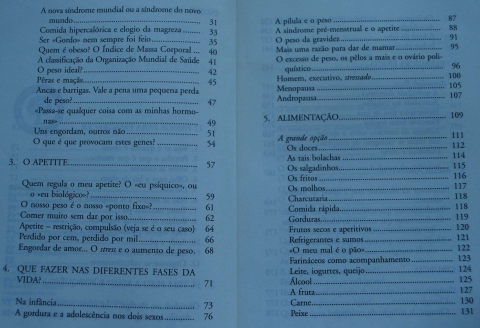 A nova síndrome mundial ou a síndrome do novo
mundo ..... 31
Comida hipercalórica e elogio da magreza ..... 33
Ser «Gordo» nem sempre foi feio ..... 35
Quem é obeso? O Índice de Massa Corporal ..... 40
A classificação da Organização Mundial de Saúde 41
O peso ideal? ..... 42
Pêras e maçãs ..... 45
Ancas e barrigas. Vale a pena uma pequena perda
de peso? ..... 47
«Passa-se qualquer coisa com as minhas hormo-
nas» ..... 49
Uns engordam, outros não ..... 51
O que é que provocam estes genes? ..... 54
3. O APETITE ..... 57
Quem regula o meu apetite? O «eu psíquico», ou
o «eu biológico»? ..... 59
O nosso peso é o nosso «ponto fixo»? ..... 61
Comer muito sem dar por isso ..... 62
Apetite – restrição, compulsão (veja se é o seu caso) 64
Perdido por cem, perdido por mil ..... 66
Engordar de amor... O stress e o aumento de peso. 68
4. QUE FAZER NAS DIFERENTES FASES DA
VIDA? ..... 71
Na infância ..... 73
A gordura e a adolescência nos dois sexos ..... 76
A pílula e o peso ..... 87
A síndrome pré-menstrual e o apetite ..... 88
O peso da gravidez ..... 91
Mais uma razão para dar de mamar ..... 95
O excesso de peso, os pêlos a mais e o ovário poli-
quístico ..... 96
Homem, executivo, stressado ..... 100
Menopausa ..... 105
Andropausa ..... 107
5. ALIMENTAÇÃO ..... 109
A grande opção ..... 111
Os doces ..... 112
As tais bolachas ..... 114
Os salgadinhos ..... 115
Os fritos ..... 116
Os molhos ..... 117
Charcutaria ..... 118
Comida rápida ..... 118
Gorduras ..... 119
Frutos secos e aperitivos ..... 120
Refrigerantes e sumos ..... 121
«O meu mal é o pão» ..... 122
Farináceos como acompanhamento ..... 123
Leite, iogurtes, queijo ..... 124
Álcool ..... 125
A fruta ..... 127
Carne ..... 130
Peixe ..... 131